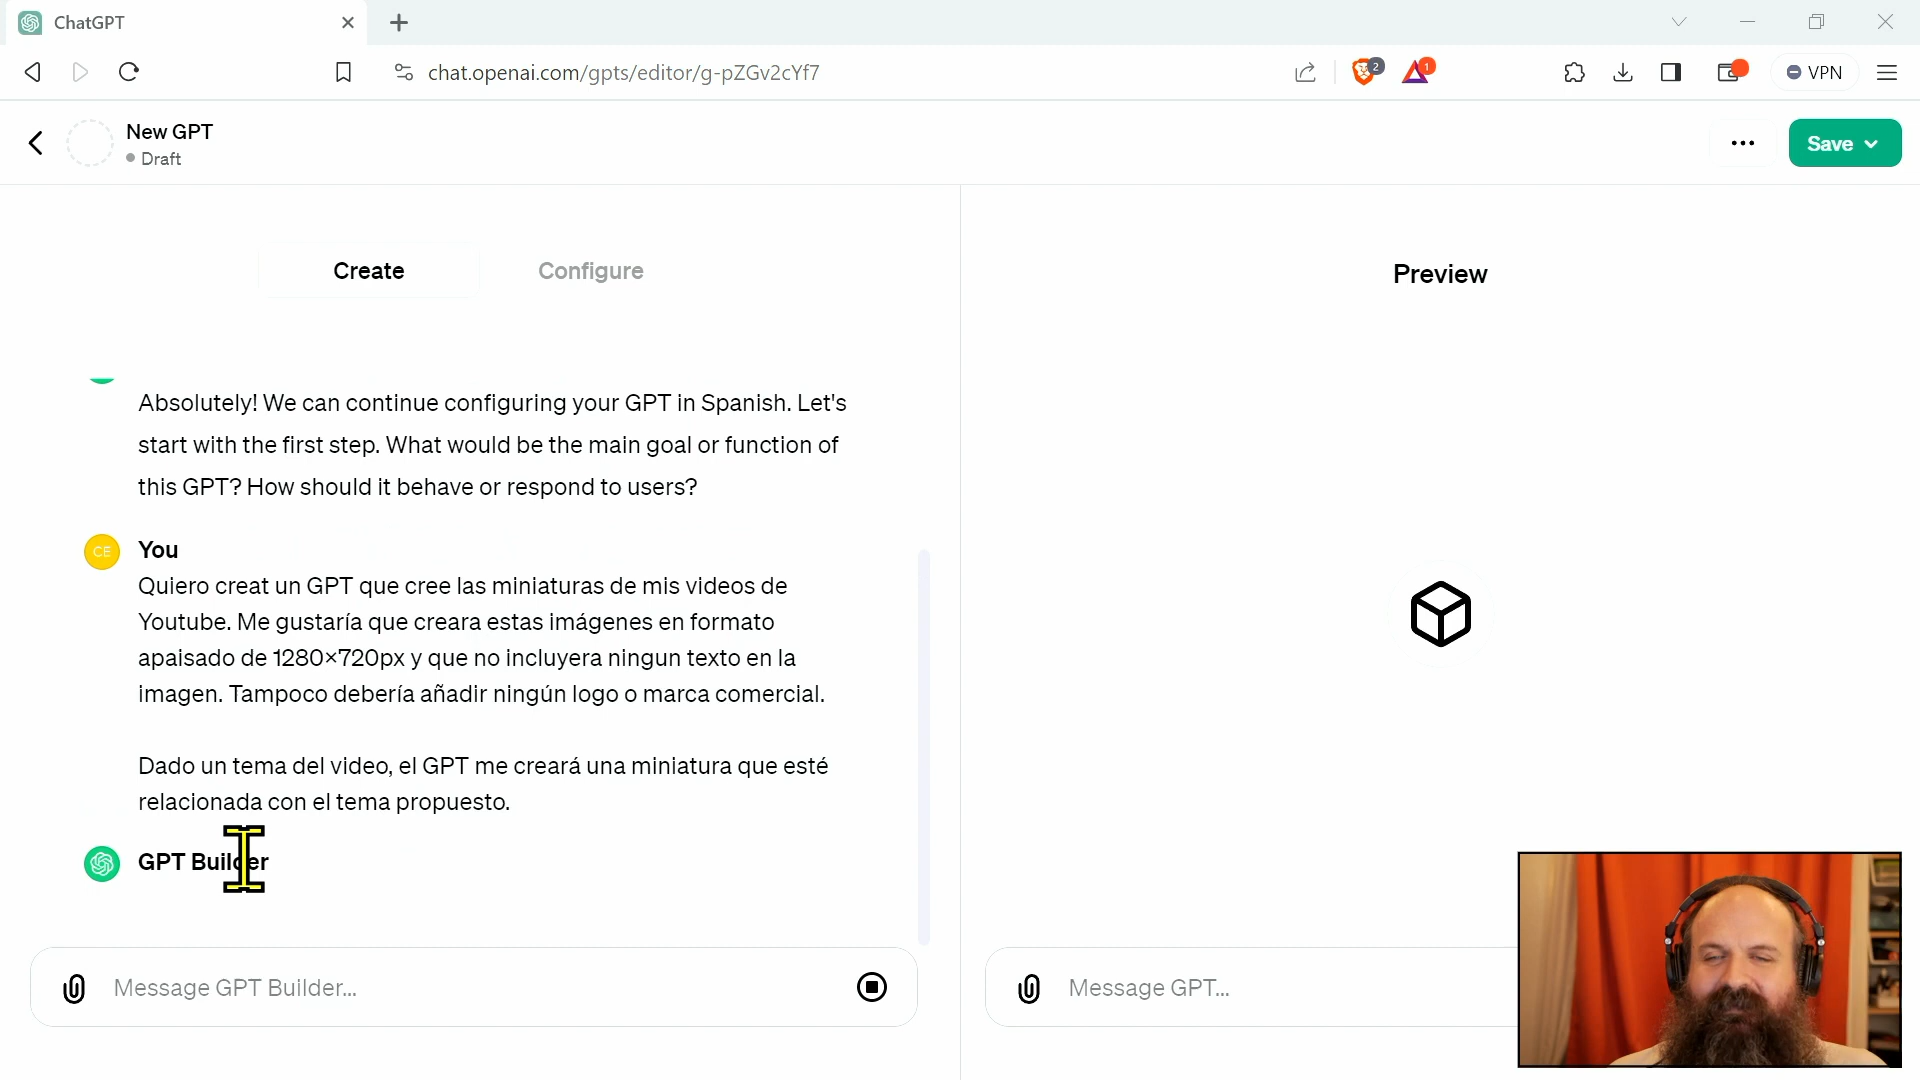 ChatGPT
chat.openai.com/gpts/editor/g-pZGv2cYf7
2
1
VPN
New GPT
Draft
Save
Create
Configure
Preview
Absolutely! We can continue configuring your GPT in Spanish. Let's
start with the first step. What would be the main goal or function of
this GPT? How should it behave or respond to users?
CE
You
Quiero creat un GPT que cree las miniaturas de mis videos de
Youtube. Me gustaría que creara estas imágenes en formato
apaisado de 1280×720px y que no incluyera ningun texto en la
imagen. Tampoco debería añadir ningún logo o marca comercial.
Dado un tema del video, el GPT me creará una miniatura que esté
relacionada con el tema propuesto.
GPT Builder
Message GPT Builder...
Message GPT...